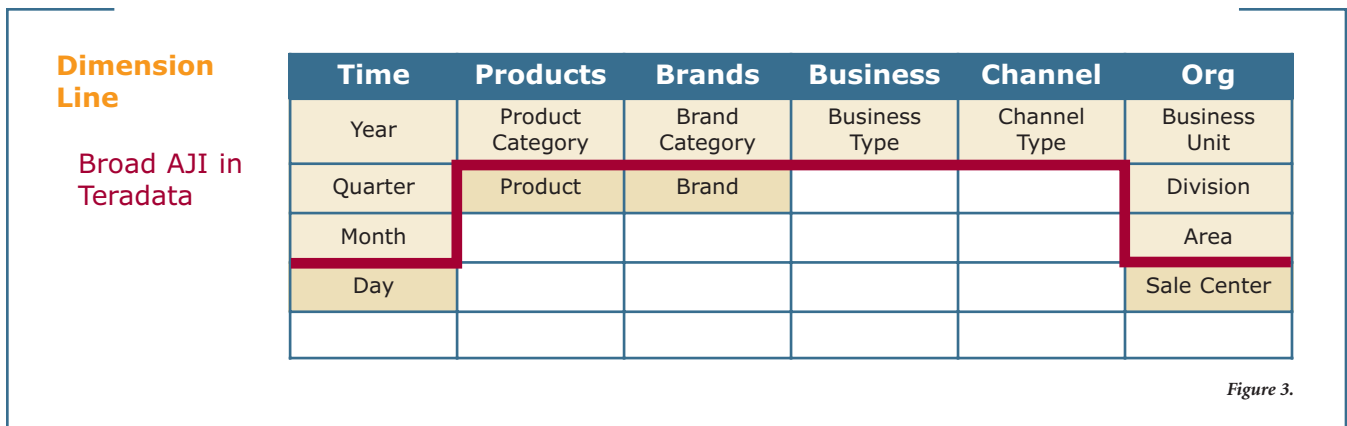 Dimension
Line
Broad AJI in
Teradata
Time Products Brands Business Channel Org
Year Product Category Brand Category Business Type Channel Type Business Unit
Quarter Product Brand Division
Month Area
Day Sale Center
Figure 3.